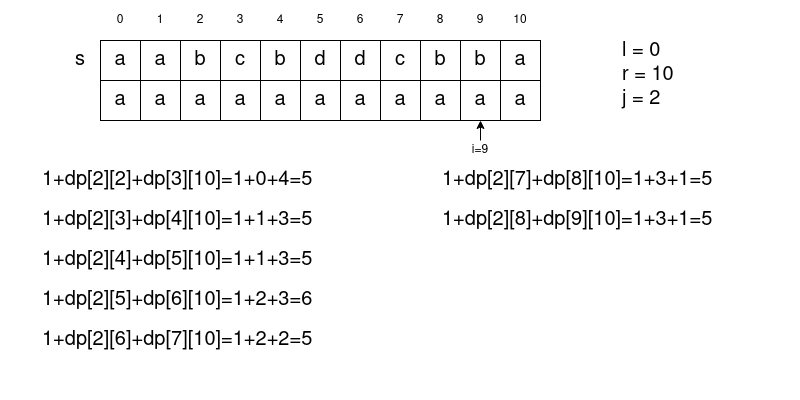 0 1 2 3 4 5 6 7 8 9 10
s a a b c b d d c b b a
a a a a a a a a a a a
i=9
l = 0
r = 10
j = 2
1+dp[2][2]+dp[3][10]=1+0+4=5
1+dp[2][3]+dp[4][10]=1+1+3=5
1+dp[2][4]+dp[5][10]=1+1+3=5
1+dp[2][5]+dp[6][10]=1+2+3=6
1+dp[2][6]+dp[7][10]=1+2+2=5
1+dp[2][7]+dp[8][10]=1+3+1=5
1+dp[2][8]+dp[9][10]=1+3+1=5